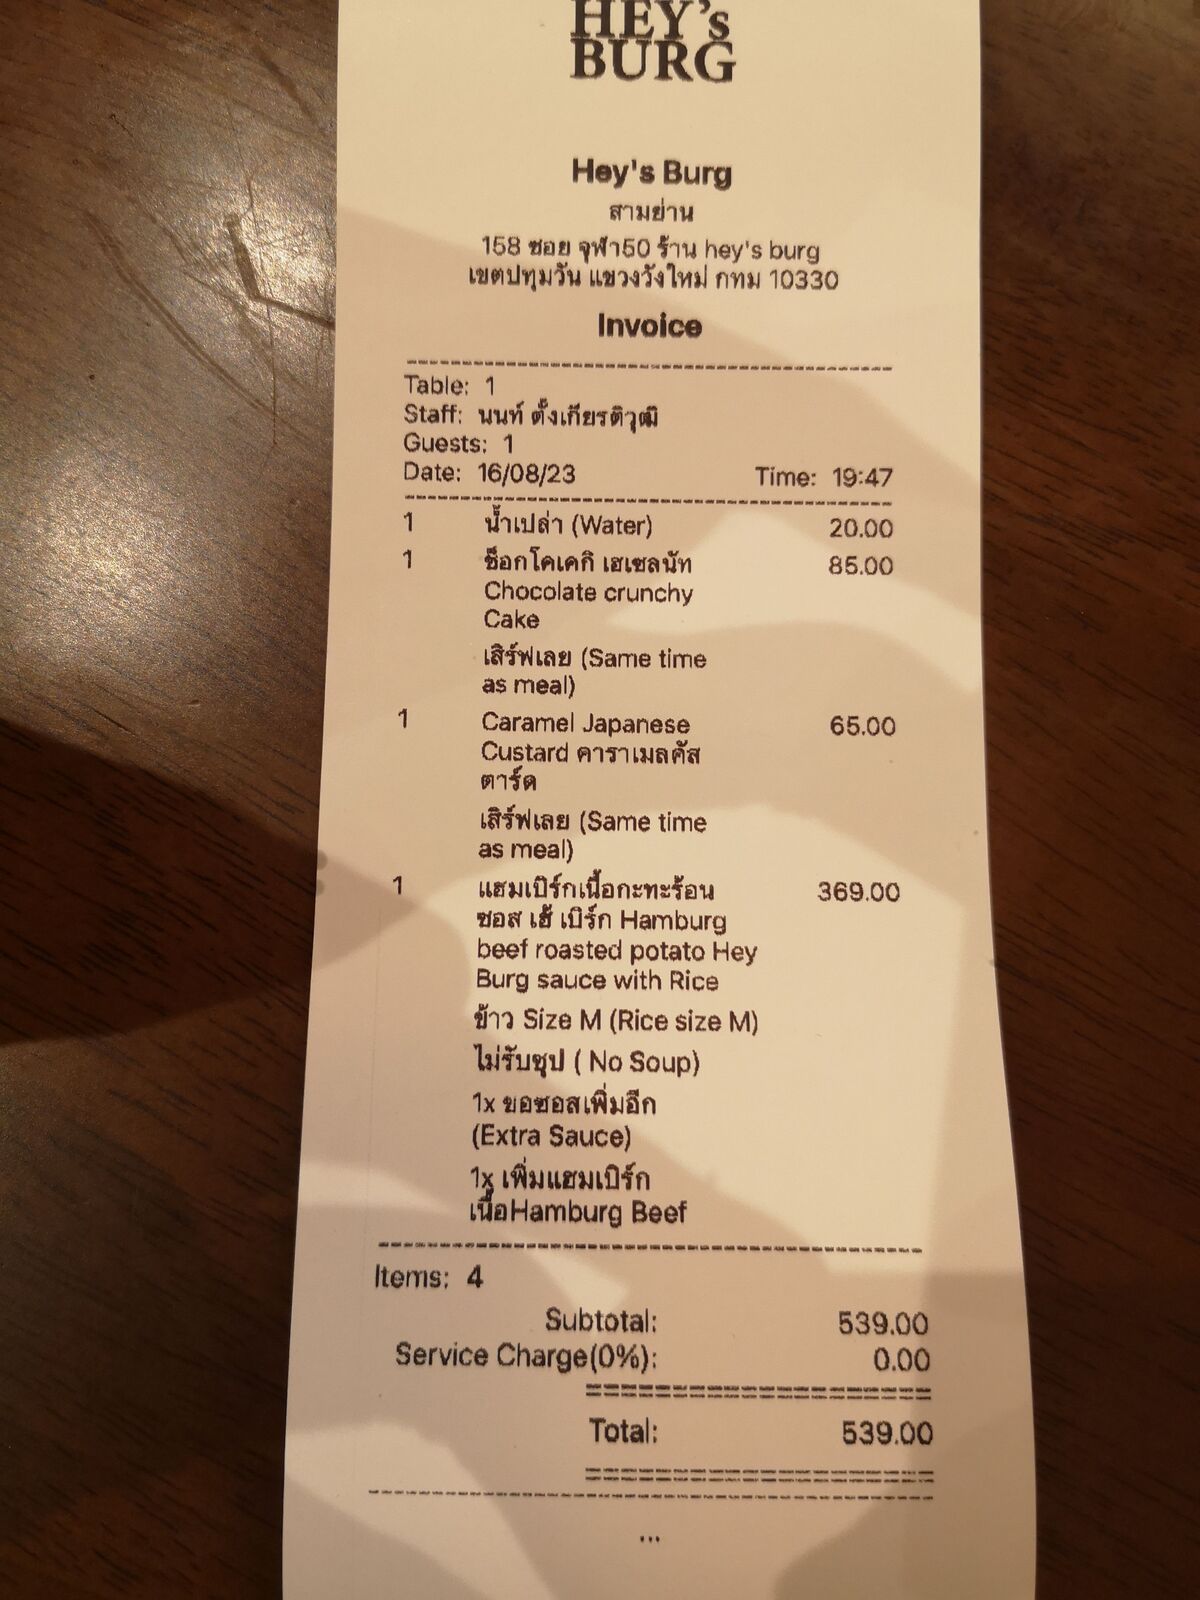 HEY's
BURG
Hey's Burg
สามย่าน
158 ซอย จุฬา50 ร้าน hey's burg
เขตปทุมวัน แขวงวังใหม่ กทม 10330
Invoice
Table: 1
Staff: นนท์ ตั้งเกียรติวุฒิ
Guests: 1
Date: 16/08/23 Time: 19:47
1 น้ำเปล่า (Water) 20.00
1 ช็อกโคเคกิ เฮเซลนัท 85.00
Chocolate crunchy
Cake
เสิร์ฟเลย (Same time
as meal)
1 Caramel Japanese 65.00
Custard คาราเมลคัส
ตาร์ด
เสิร์ฟเลย (Same time
as meal)
1 แฮมเบิร์กเนื้อกะทะร้อน 369.00
ซอส เฮ้ เบิร์ก Hamburg
beef roasted potato Hey
Burg sauce with Rice
ข้าว Size M (Rice size M)
ไม่รับซุป ( No Soup)
1x ขอซอสเพิ่มอีก
(Extra Sauce)
1x เพิ่มแฮมเบิร์ก
เนื้อHamburg Beef
Items: 4
Subtotal: 539.00
Service Charge(0%): 0.00
Total: 539.00
...